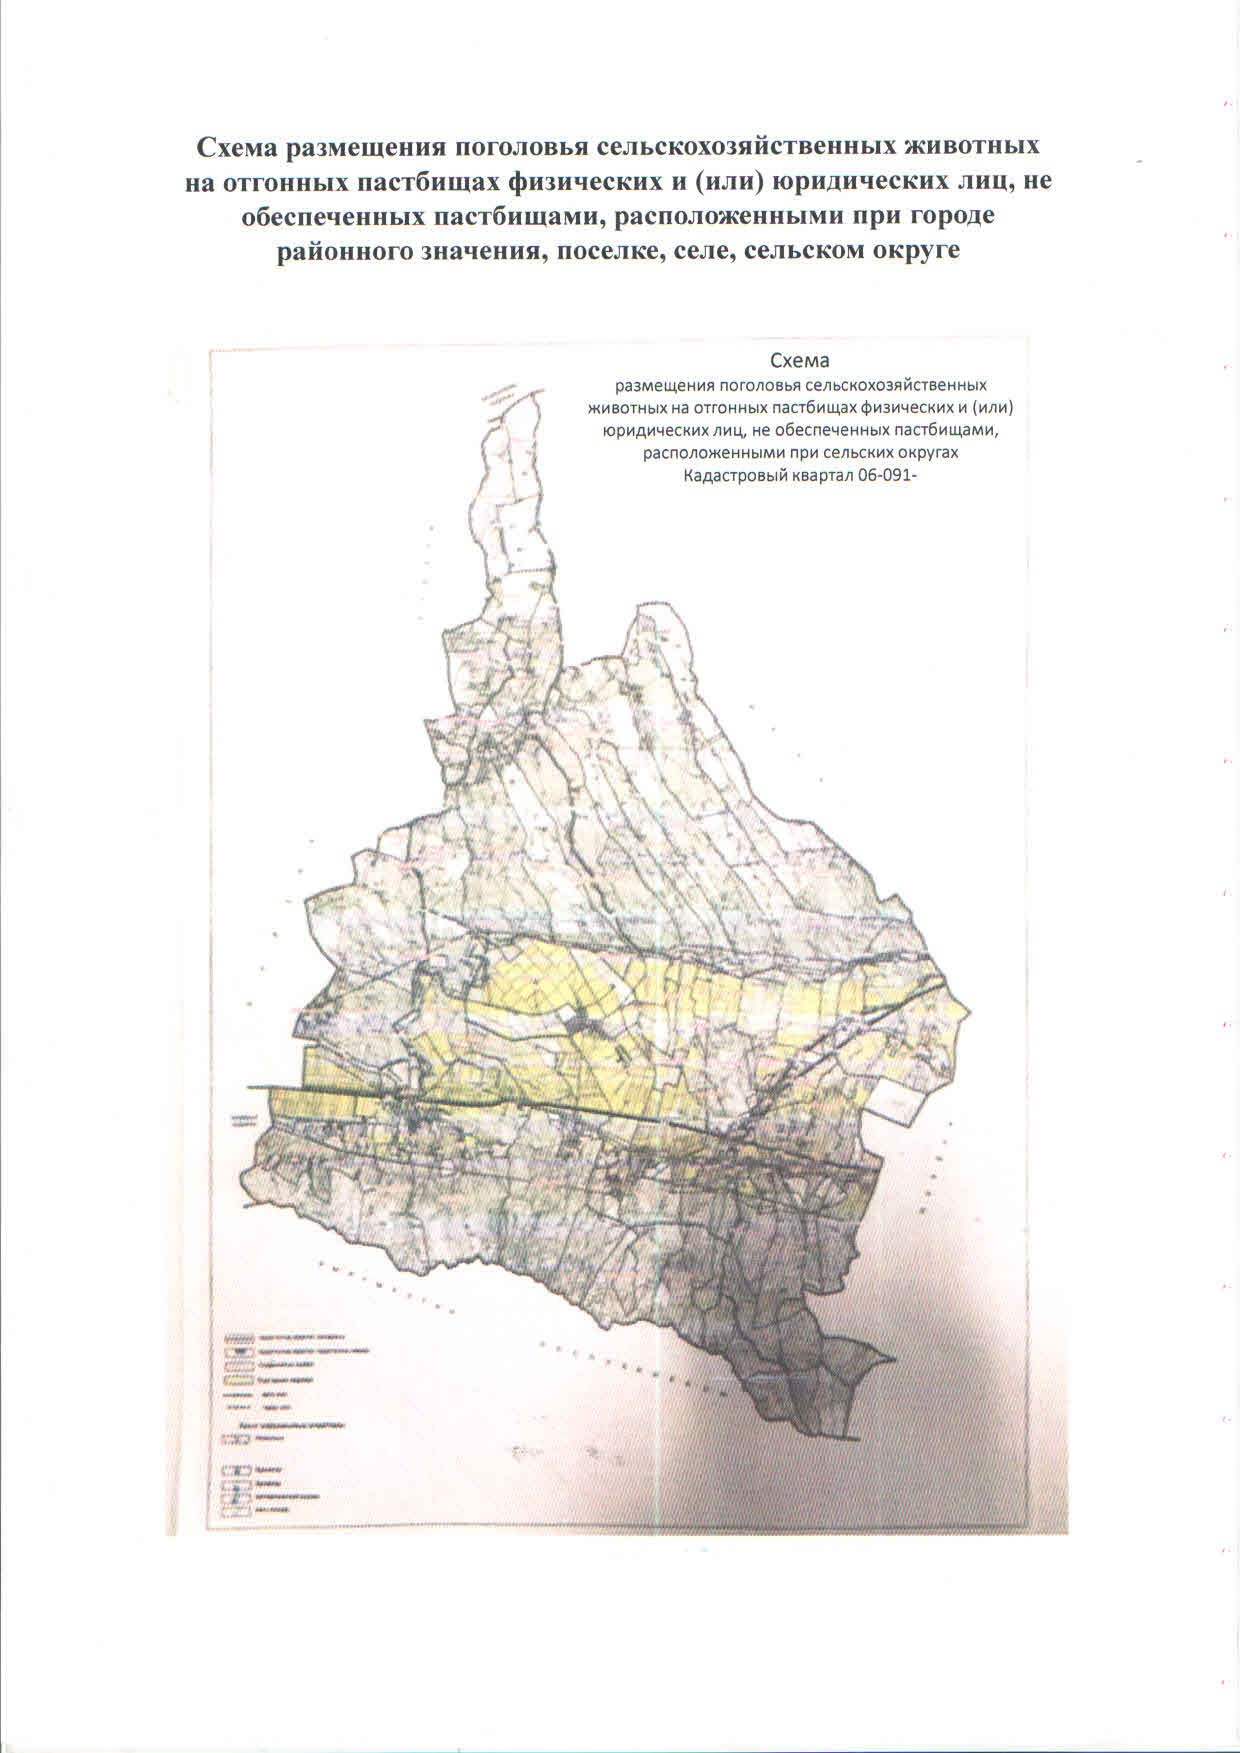 Схема размещения поголовья сельскохозяйственных животных
на отгонных пастбищах физических и (или) юридических лиц, не
обеспеченных пастбищами, расположенными при городе
районного значения, поселке, селе, сельском округе
Схема
размещения поголовья сельскохозяйственных
животных на отгонных пастбищах физических и (или)
юридических лиц, не обеспеченных пастбищами,
расположенными при сельских округах
Кадастровый квартал 06-091-